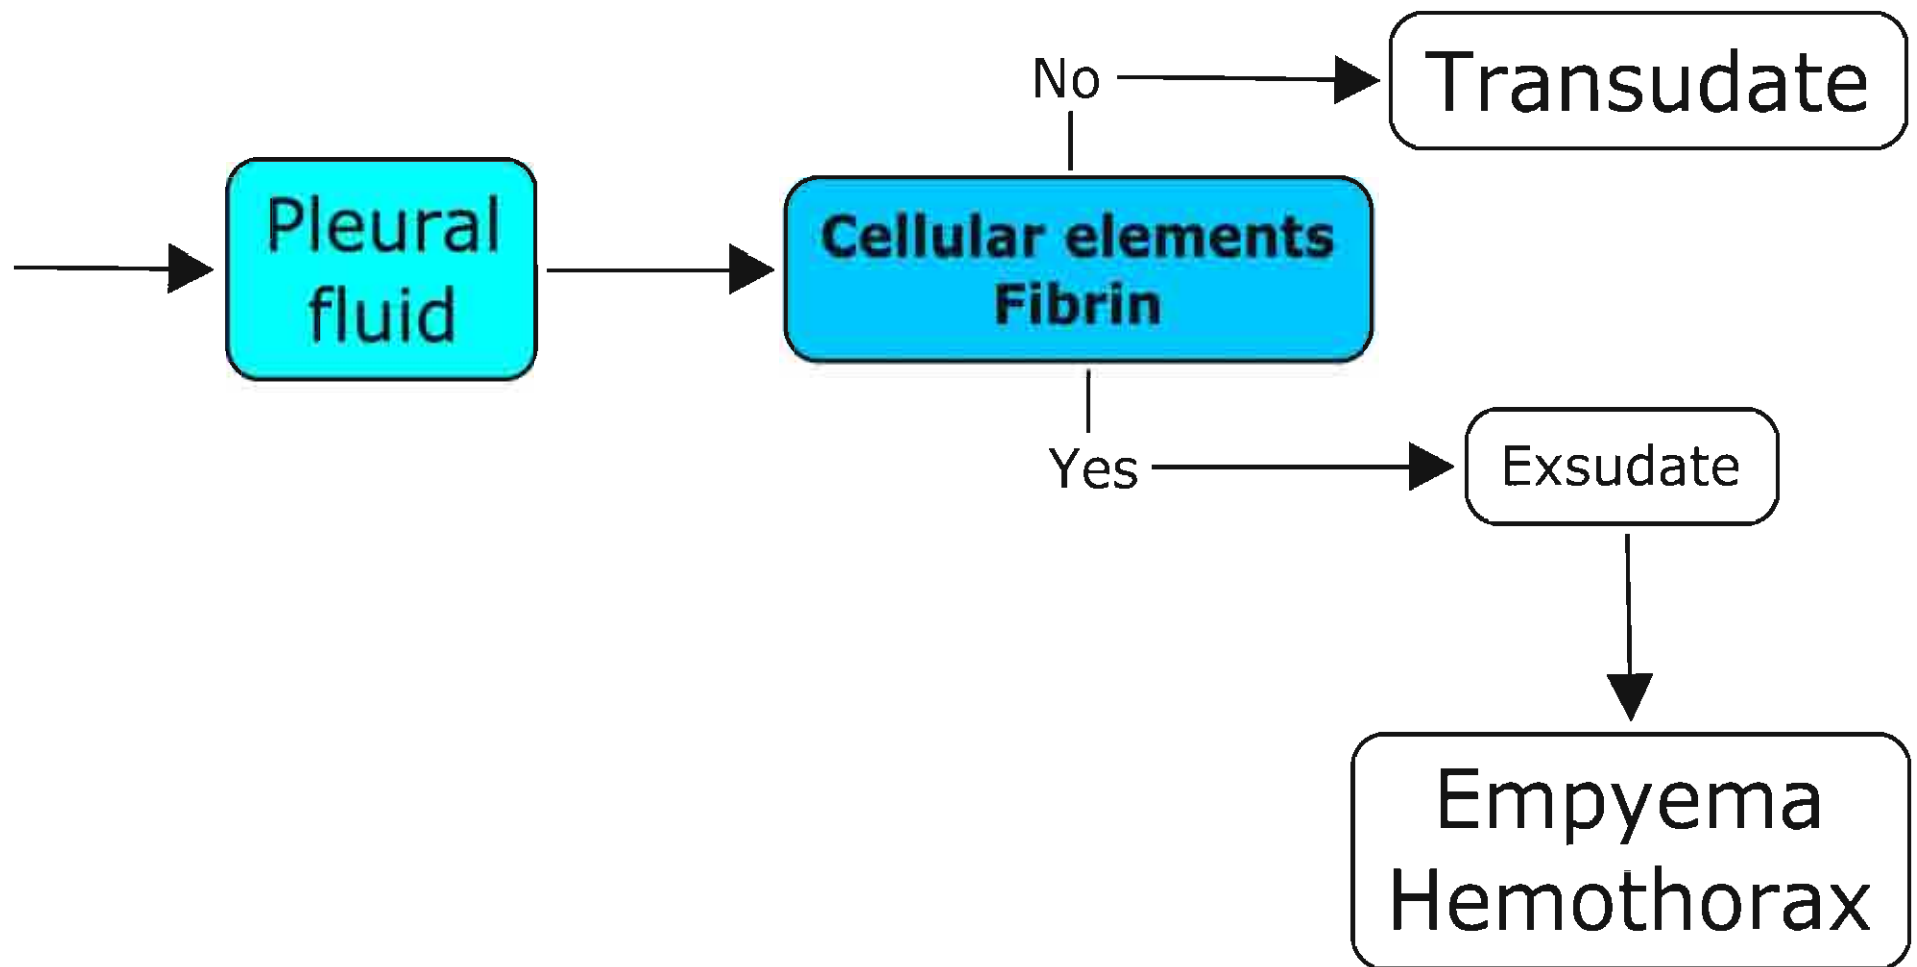 No
Transudate
Pleural
fluid
Cellular elements
Fibrin
Yes
Exsudate
Empyema
Hemothorax